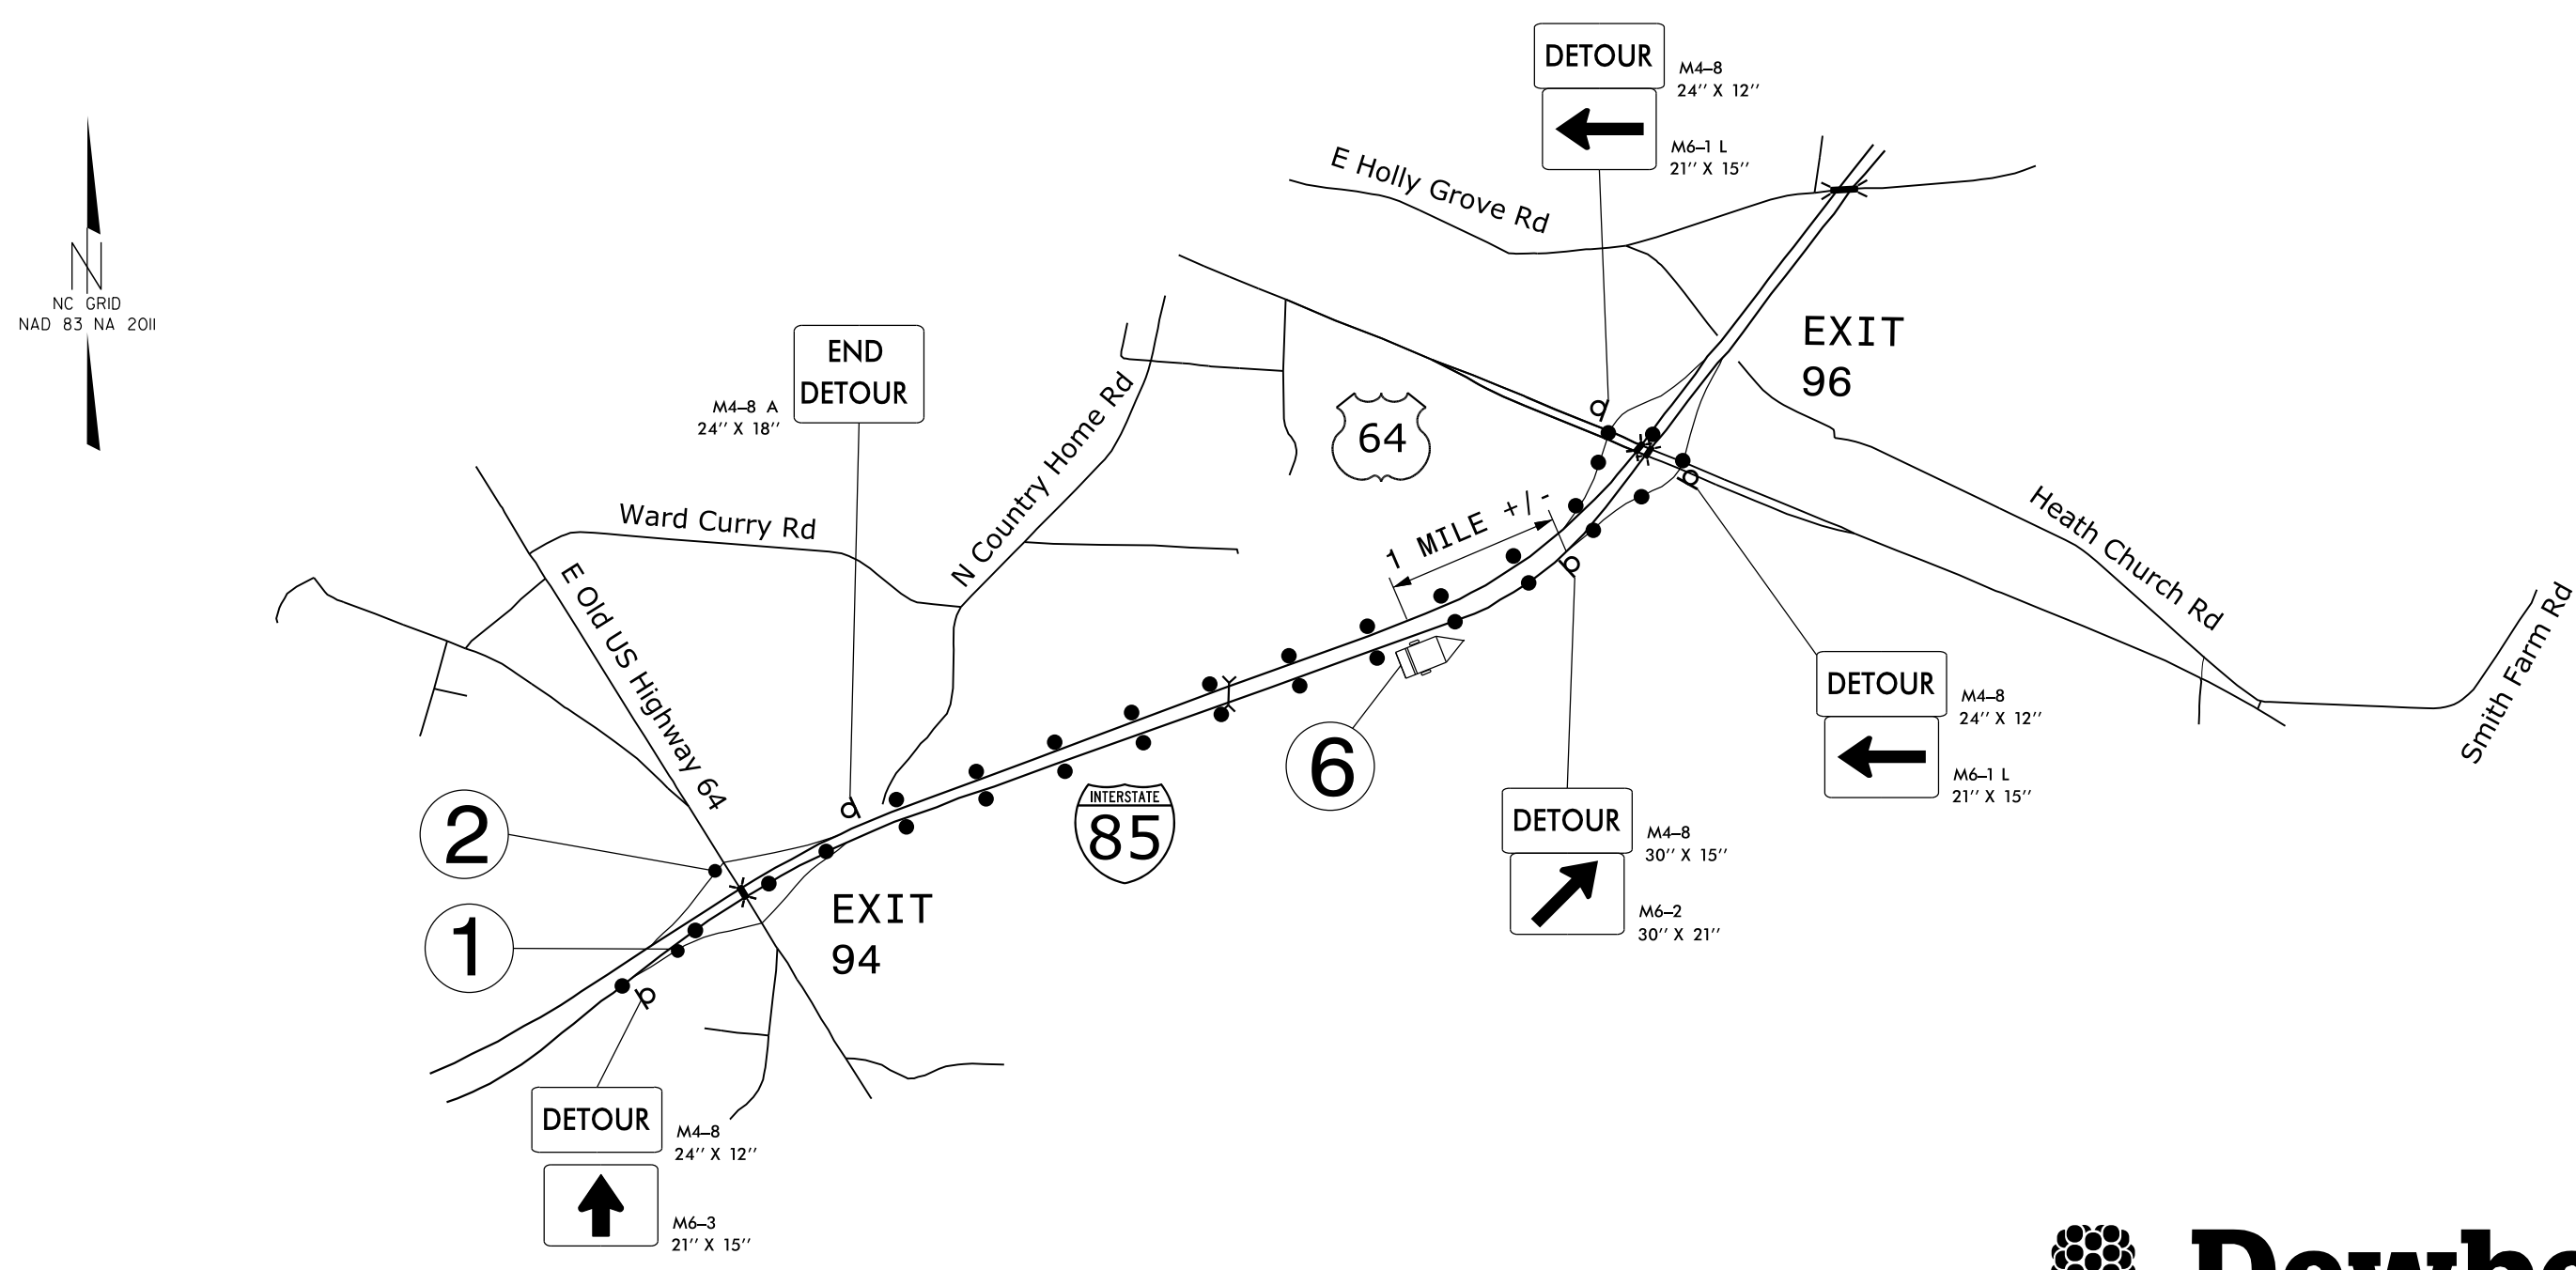 DETOUR
M4-8
24'' X 12''
M6-1 L
21'' X 15''
E Holly Grove Rd
N
NC GRID
NAD 83 NA 2011
EXIT
96
END
DETOUR
M4-8 A
24'' X 18''
N Country Home Rd
64
Ward Curry Rd
1 MILE +/-
Heath Church Rd
Smith Farm Rd
E Old US Highway 64
DETOUR
M4-8
24'' X 12''
M6-1 L
21'' X 15''
6
INTERSTATE
85
DETOUR
M4-8
30'' X 15''
M6-2
30'' X 21''
2
1
EXIT
94
DETOUR
M4-8
24'' X 12''
M6-3
21'' X 15''